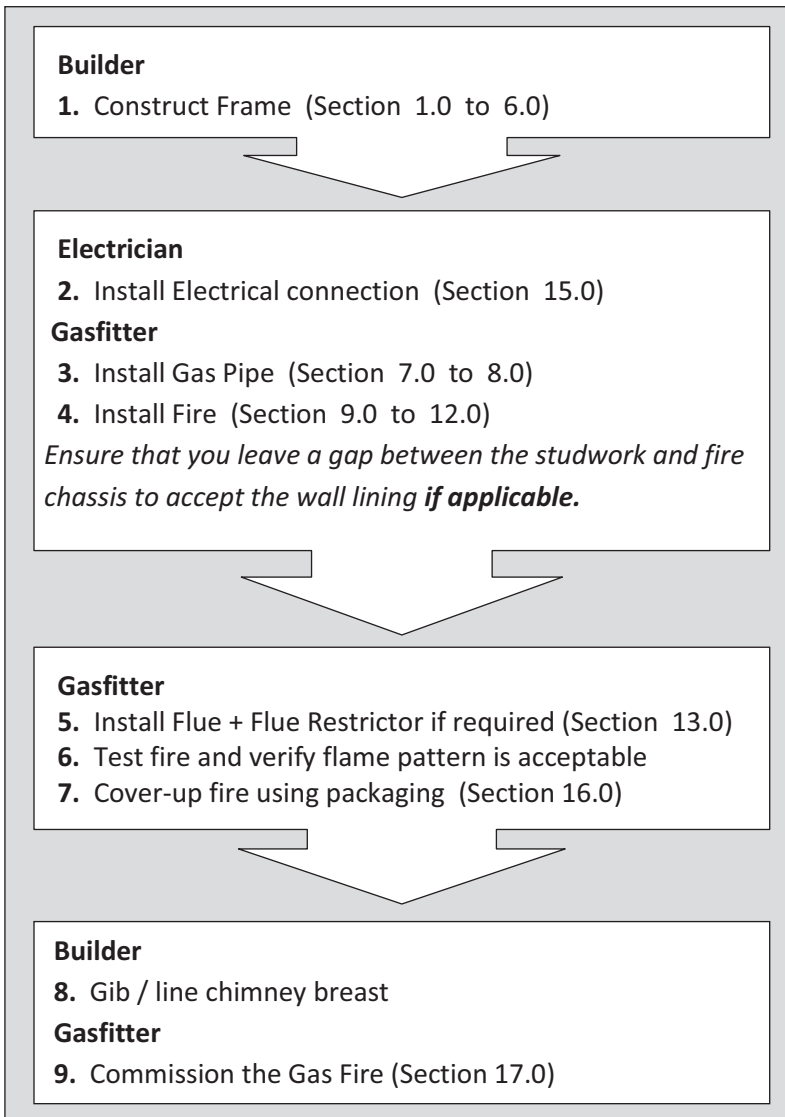 Builder
1. Construct Frame (Section 1.0 to 6.0)
Electrician
2. Install Electrical connection (Section 15.0)
Gasfitter
3. Install Gas Pipe (Section 7.0 to 8.0)
4. Install Fire (Section 9.0 to 12.0)
Ensure that you leave a gap between the studwork and fire
chassis to accept the wall lining if applicable.
Gasfitter
5. Install Flue + Flue Restrictor if required (Section 13.0)
6. Test fire and verify flame pattern is acceptable
7. Cover-up fire using packaging (Section 16.0)
Builder
8. Gib / line chimney breast
Gasfitter
9. Commission the Gas Fire (Section 17.0)